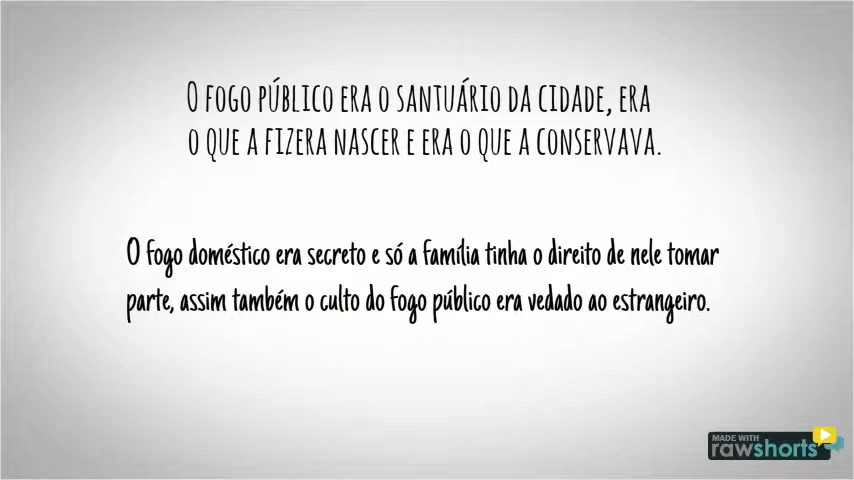 O FOGO PÚBLICO ERA O SANTUÁRIO DA CIDADE, ERA
O QUE A FIZERA NASCER E ERA O QUE A CONSERVAVA.
O fogo doméstico era secreto e só a família tinha o direito de nele tomar
parte, assim também o culto do fogo público era vedado ao estrangeiro.
MADE WITH
rawshorts